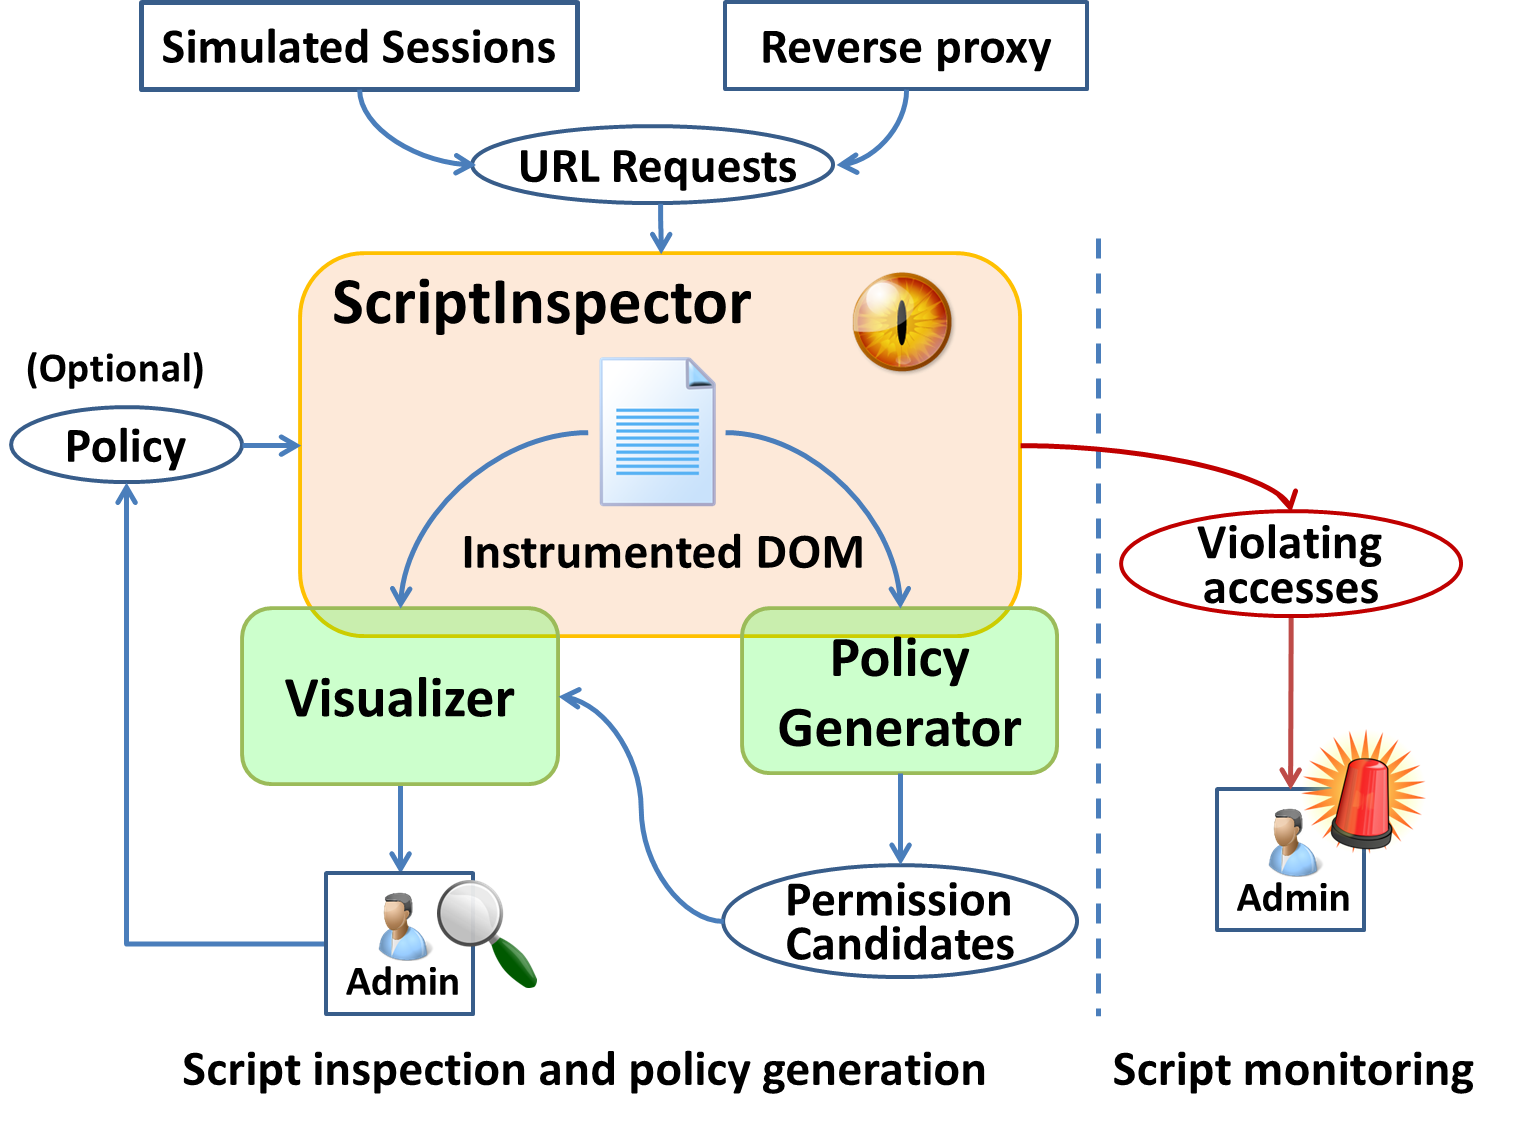 Simulated Sessions
Reverse proxy
URL Requests
ScriptInspector
(Optional)
Policy
Instrumented DOM
Violating
accesses
Visualizer
Policy
Generator
Permission
Candidates
Admin
Admin
Script inspection and policy generation
Script monitoring